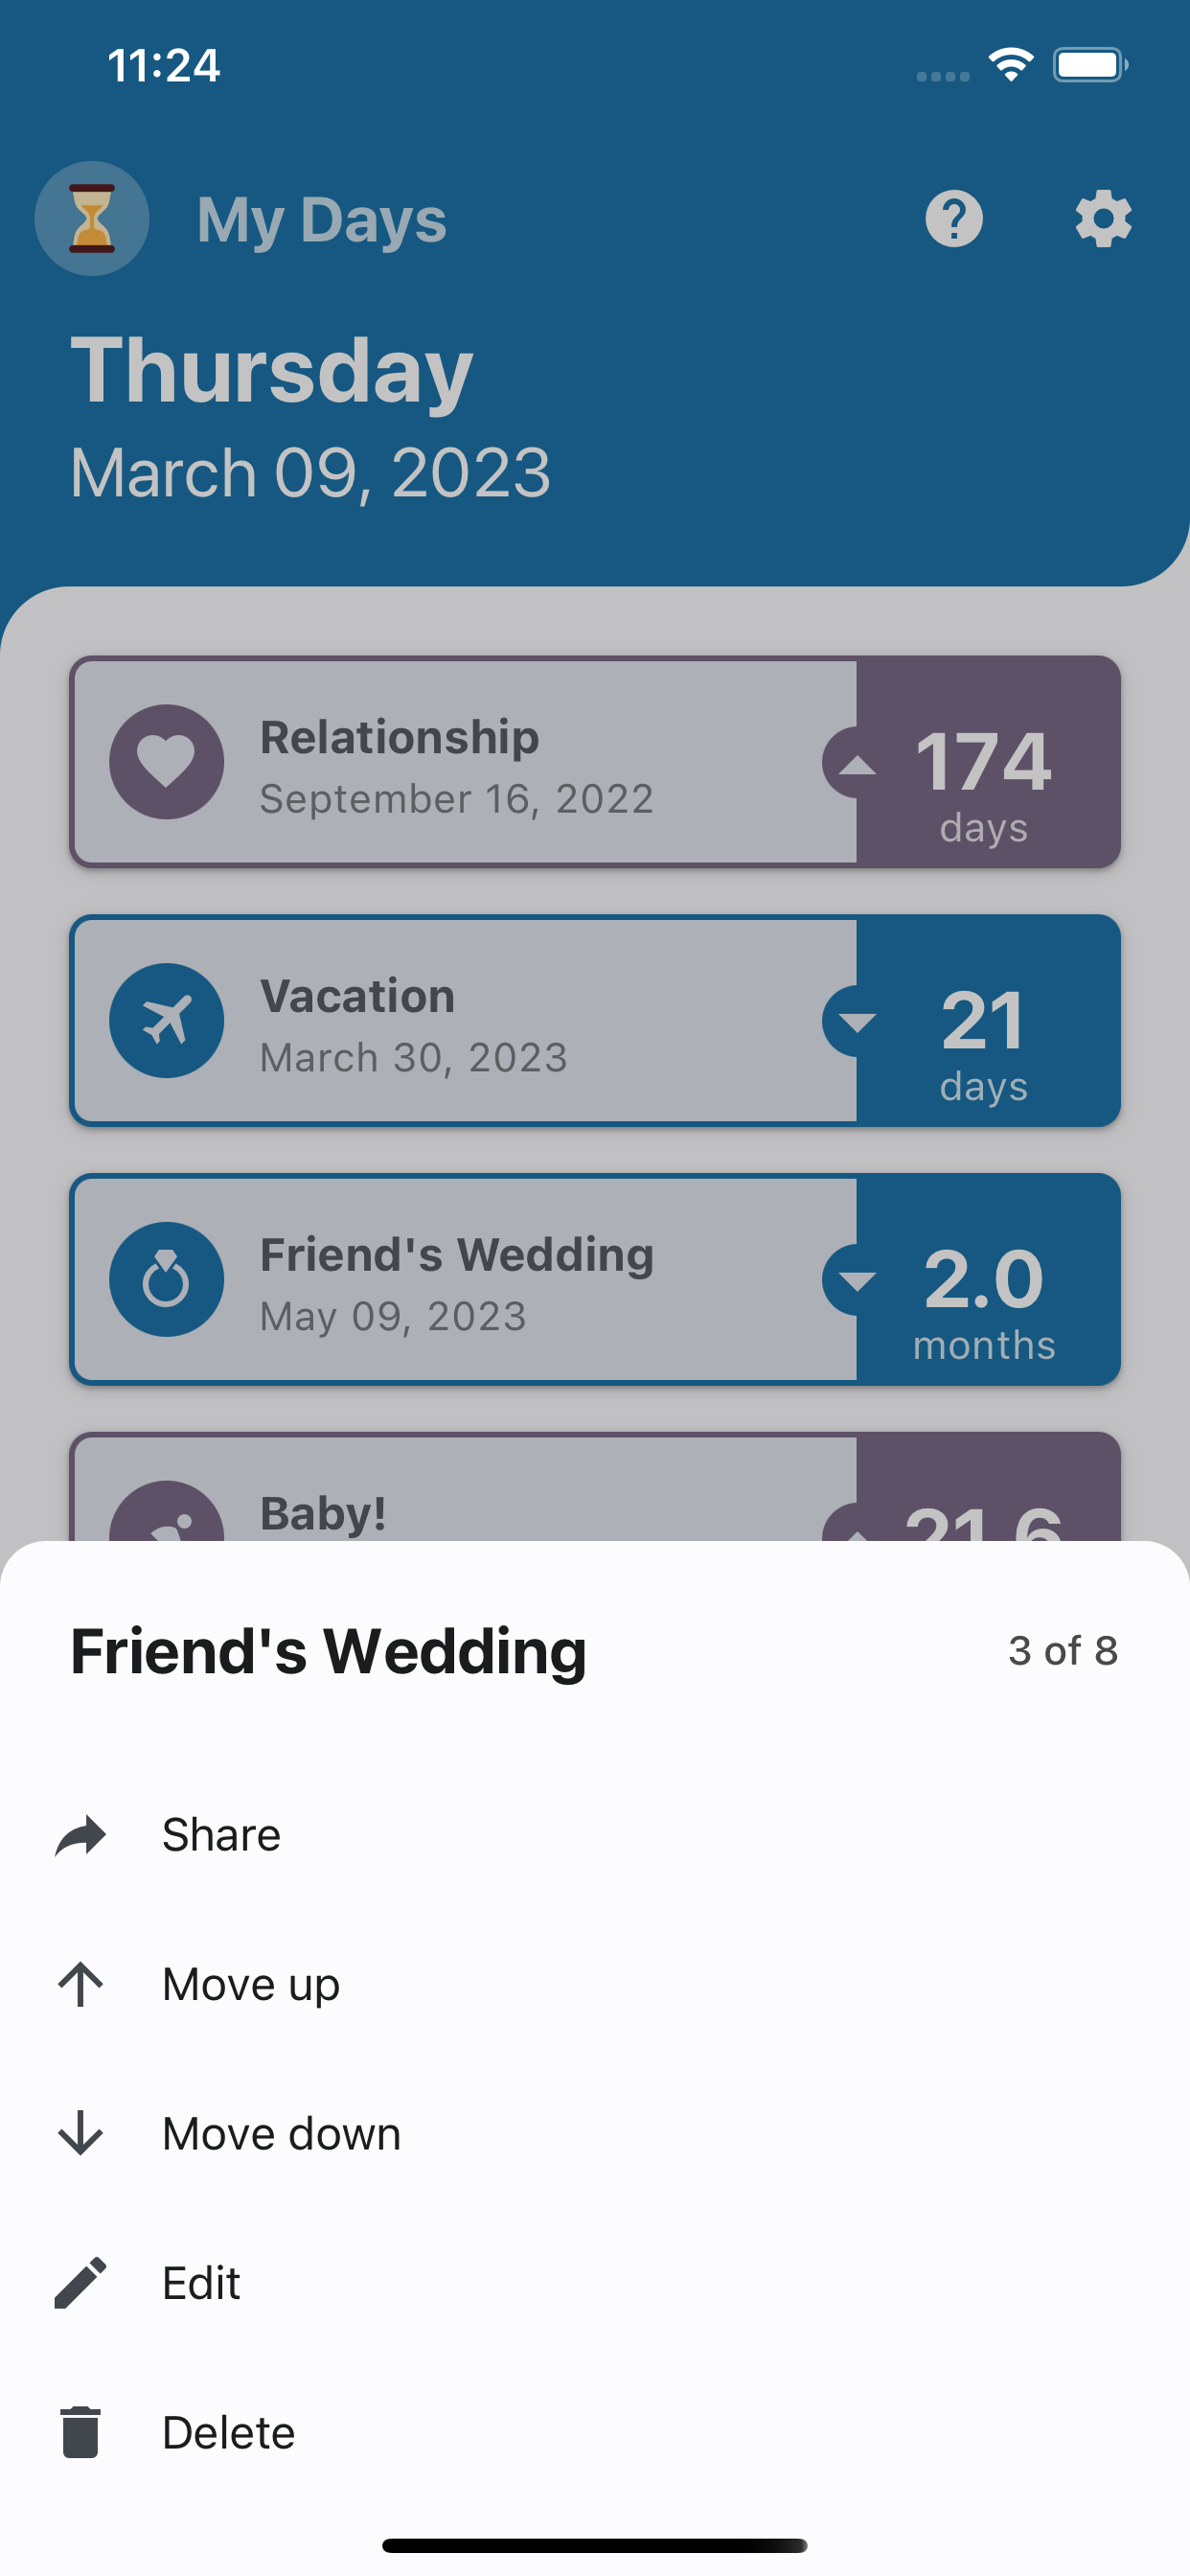 11:24
My Days
Thursday
March 09, 2023
Relationship
September 16, 2022
174
days
Vacation
March 30, 2023
21
days
Friend's Wedding
May 09, 2023
2.0
months
Baby!
21.6
Friend's Wedding
3 of 8
Share
Move up
Move down
Edit
Delete